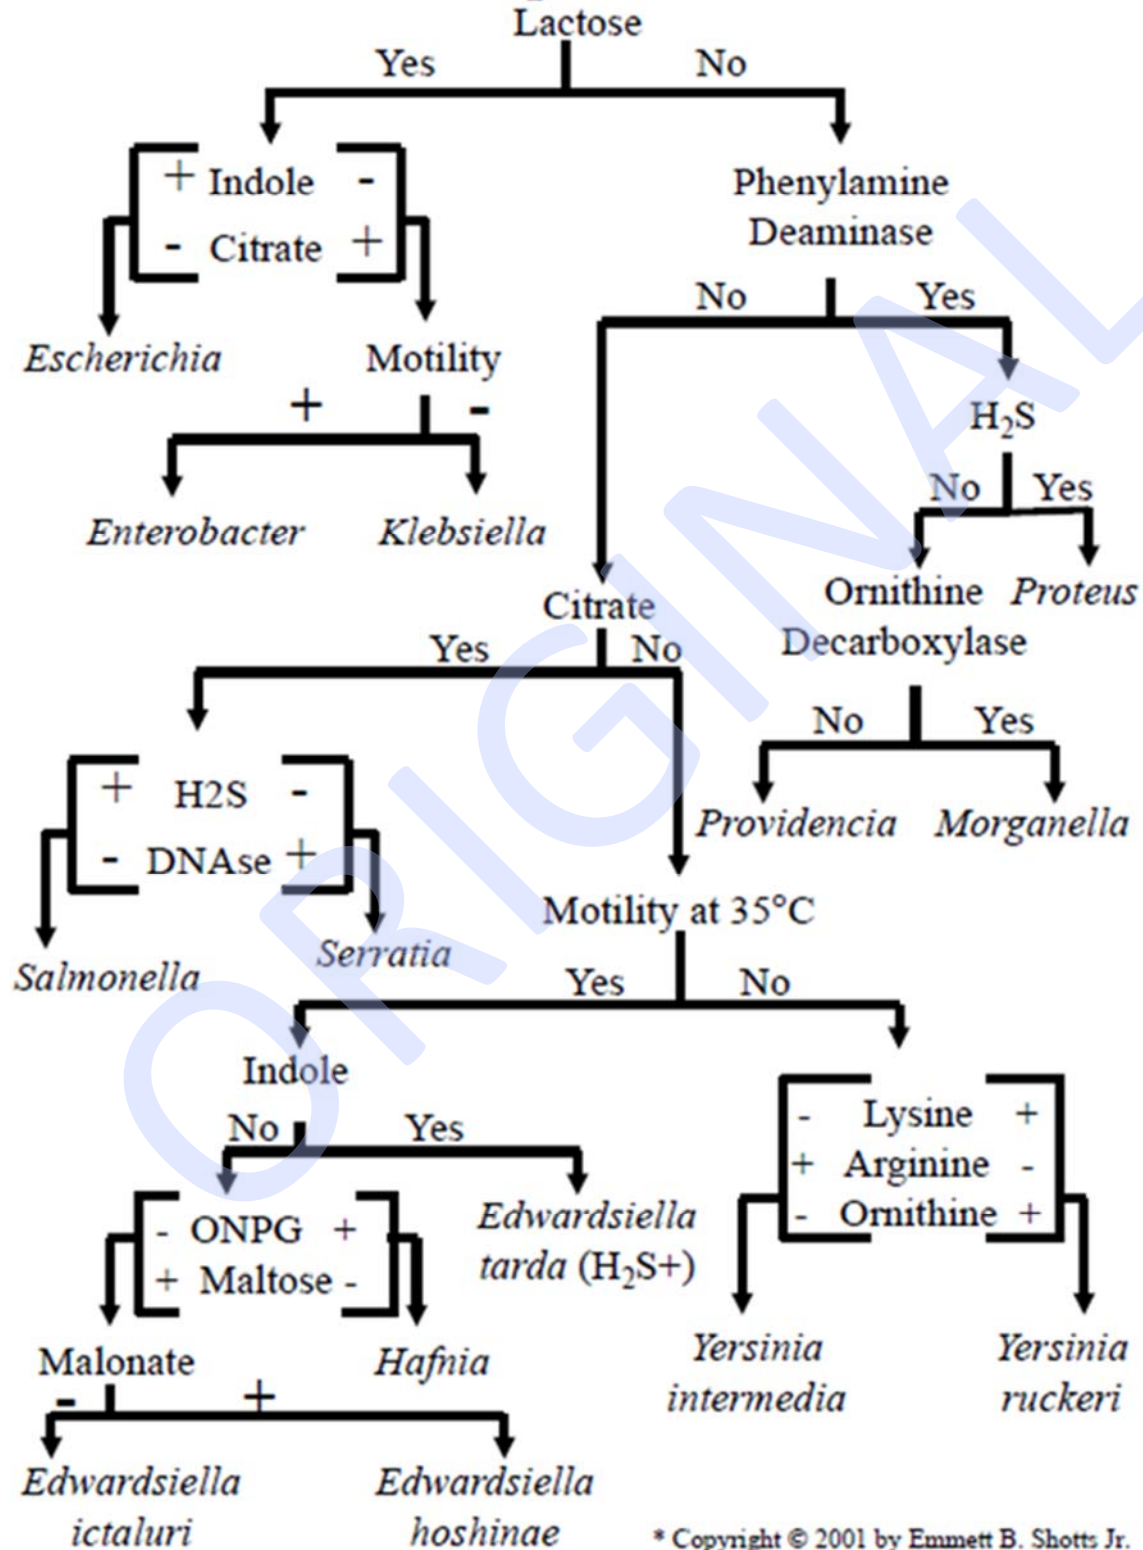 Lactose
Yes No
+ Indole -
- Citrate +
Phenylamine
Deaminase
No Yes
Escherichia
Motility
+ -
H₂S
No Yes
Enterobacter Klebsiella
Ornithine
Decarboxylase
Proteus
Citrate
Yes No
No Yes
+ H2S -
- DNAse +
Providencia Morganella
Motility at 35°C
Salmonella Serratia
Yes No
Indole
No Yes
- Lysine +
+ Arginine -
- Ornithine +
- ONPG +
+ Maltose -
Edwardsiella
tarda (H₂S+)
Malonate
Hafnia
- +
Yersinia
intermedia
Yersinia
ruckeri
Edwardsiella
ictaluri
Edwardsiella
hoshinae
* Copyright © 2001 by Emmett B. Shotts Jr.
ORIGINAL